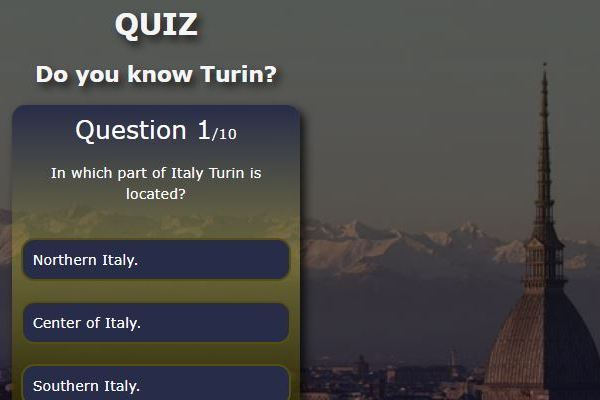 QUIZ
Do you know Turin?
Question 1/10
In which part of Italy Turin is
located?
Northern Italy.
Center of Italy.
Southern Italy.